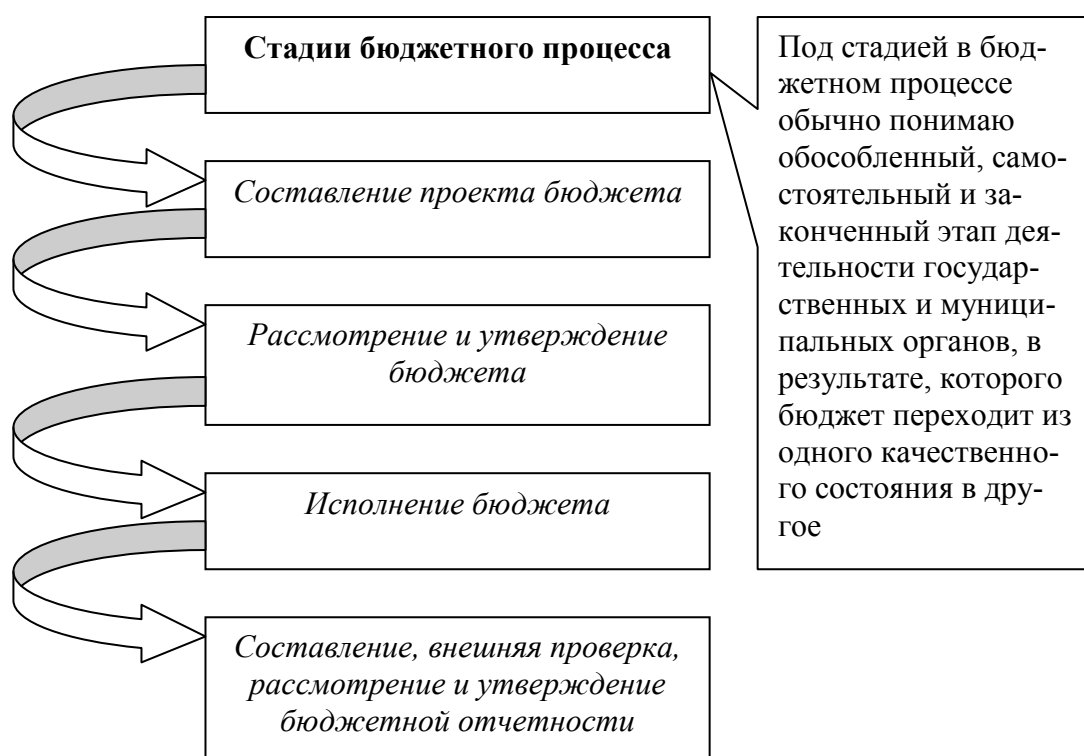 Стадии бюджетного процесса
Составление проекта бюджета
Рассмотрение и утверждение
бюджета
Исполнение бюджета
Составление, внешняя проверка,
рассмотрение и утверждение
бюджетной отчетности
Под стадией в бюд-
жетном процессе
обычно понимаю
обособленный, само-
стоятельный и за-
конченный этап дея-
тельности государ-
ственных и муници-
пальных органов, в
результате, которого
бюджет переходит из
одного качественно-
го состояния в дру-
гое